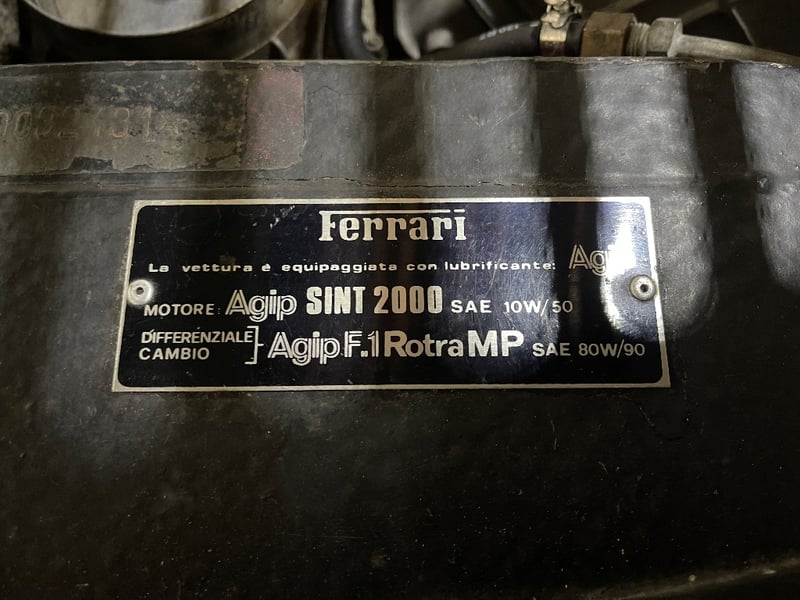 Ferrari
La vettura è equipaggiata con lubrificante: Agip
MOTORE: Agip SINT 2000 SAE 10W/50
DIFFERENZIALE
CAMBIO
Agip F.1 Rotra MP SAE 80W/90